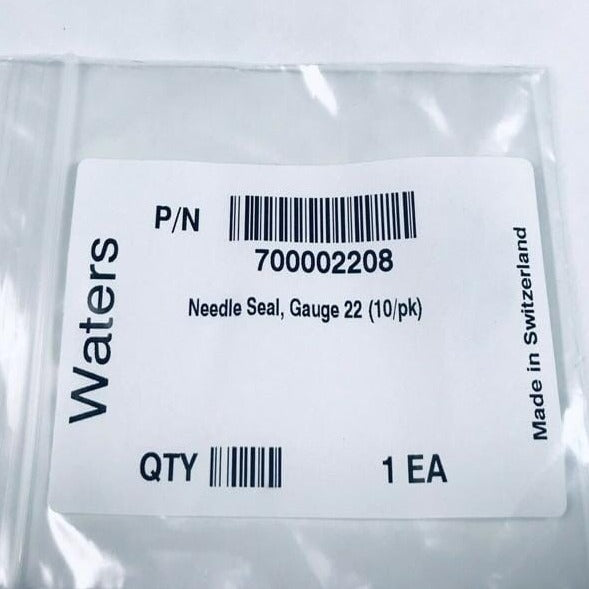 Waters
P/N
700002208
Needle Seal, Gauge 22 (10/pk)
QTY
1 EA
Made in Switzerland